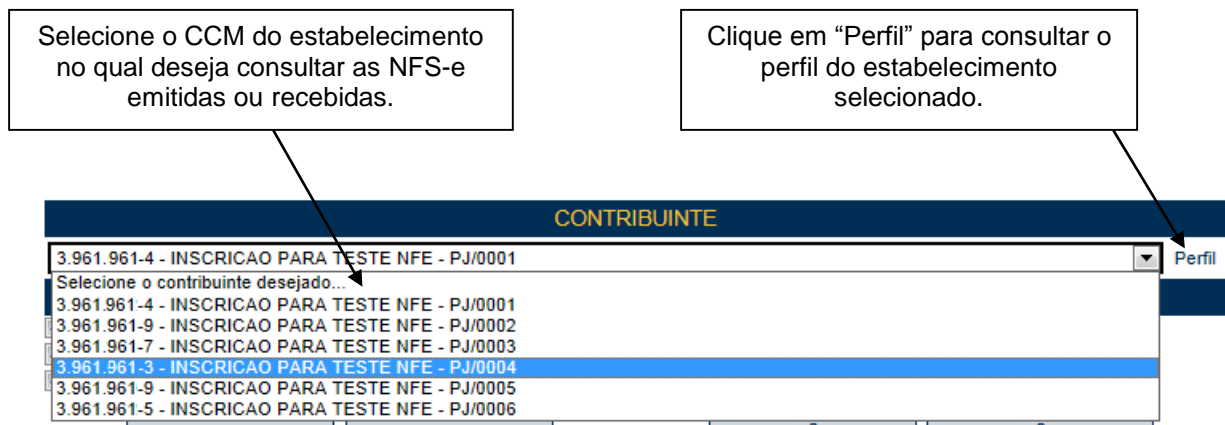 Selecione o CCM do estabelecimento
no qual deseja consultar as NFS-e
emitidas ou recebidas.
Clique em “Perfil” para consultar o
perfil do estabelecimento
selecionado.
CONTRIBUINTE
3.961.961-4 - INSCRICAO PARA TESTE NFE - PJ/0001
Perfil
Selecione o contribuinte desejado...
3.961.961-4 - INSCRICAO PARA TESTE NFE - PJ/0001
3.961.961-9 - INSCRICAO PARA TESTE NFE - PJ/0002
3.961.961-7 - INSCRICAO PARA TESTE NFE - PJ/0003
3.961.961-3 - INSCRICAO PARA TESTE NFE - PJ/0004
3.961.961-9 - INSCRICAO PARA TESTE NFE - PJ/0005
3.961.961-5 - INSCRICAO PARA TESTE NFE - PJ/0006